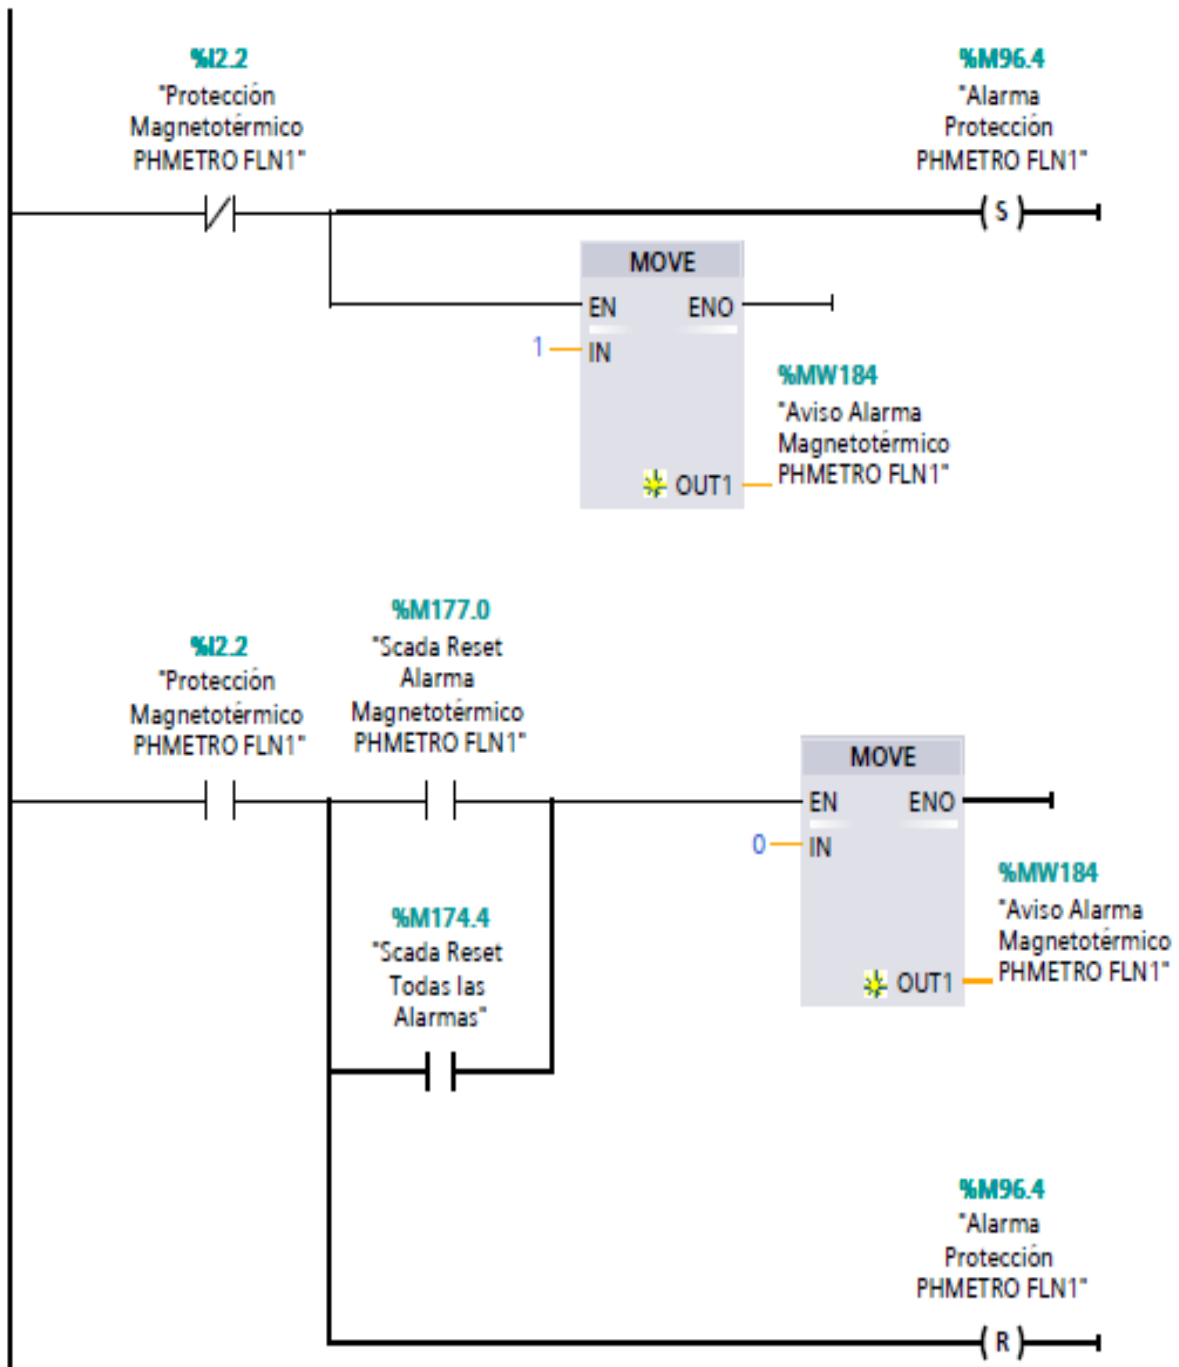 %I2.2
"Protección
Magnetotérmico
PHMETRO FLN1"
%M96.4
"Alarma
Protección
PHMETRO FLN1"
S
MOVE
EN ENO
1 IN
%MW184
"Aviso Alarma
Magnetotérmico
PHMETRO FLN1"
OUT1
%I2.2
"Protección
Magnetotérmico
PHMETRO FLN1"
%M177.0
"Scada Reset
Alarma
Magnetotérmico
PHMETRO FLN1"
MOVE
EN ENO
0 IN
%MW184
"Aviso Alarma
Magnetotérmico
PHMETRO FLN1"
OUT1
%M174.4
"Scada Reset
Todas las
Alarmas"
%M96.4
"Alarma
Protección
PHMETRO FLN1"
R